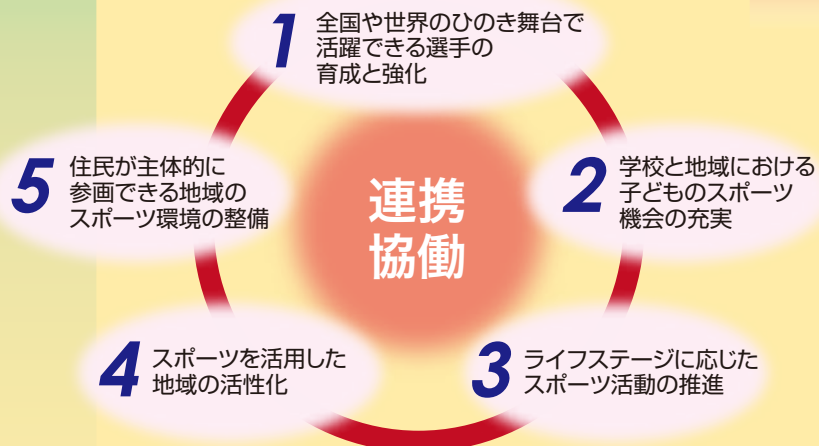 1 全国や世界のひのき舞台で
活躍できる選手の
育成と強化
2 学校と地域における
子どものスポーツ
機会の充実
3 ライフステージに応じた
スポーツ活動の推進
4 スポーツを活用した
地域の活性化
5 住民が主体的に
参画できる地域の
スポーツ環境の整備
連携
協働